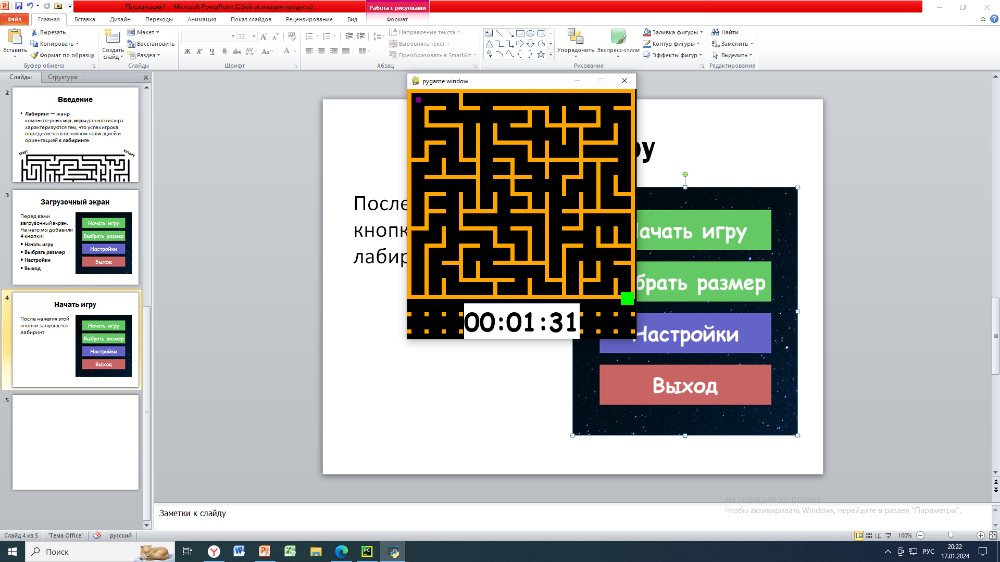 Презентация1 - Microsoft PowerPoint (Сбой активации продукта)
Работа с рисунками
Файл
Главная
Вставка
Дизайн
Переходы
Анимация
Показ слайдов
Рецензирование
Вид
Формат
Вставить
Вырезать
Копировать
Формат по образцу
Буфер обмена
Создать слайд
Макет
Восстановить
Раздел
Слайды
32
Шрифт
Направление текста
Выровнять текст
Преобразовать в SmartArt
Абзац
Упорядочить
Экспресс-стили
Заливка фигуры
Контур фигуры
Эффекты фигур
Рисование
Найти
Заменить
Выделить
Редактирование
Слайды
Структура
2
Введение
• Лабиринт — жанр
компьютерных игр; игры данного жанра
характеризуются тем, что успех игрока
определяется в основном навигацией и
ориентацией в лабиринте.
старт
начало
3
Загрузочный экран
Перед вами
загрузочный экран.
На него мы добавили
4 кнопки:
• Начать игру
• Выбрать размер
• Настройки
• Выход
Начать игру
Выбрать размер
Настройки
Выход
4
Начать игру
После нажатия этой
кнопки запускается
лабиринт.
Начать игру
Выбрать размер
Настройки
Выход
5
pygame window
00:01:31
ру
После
кнопк
лабир
Начать игру
брать размер
Настройки
Выход
Активация Windows
Чтобы активировать Windows, перейдите в раздел "Параметры".
Заметки к слайду
Слайд 4 из 5
"Тема Office"
русский
100%
Поиск
РУС
20:22
17.01.2024